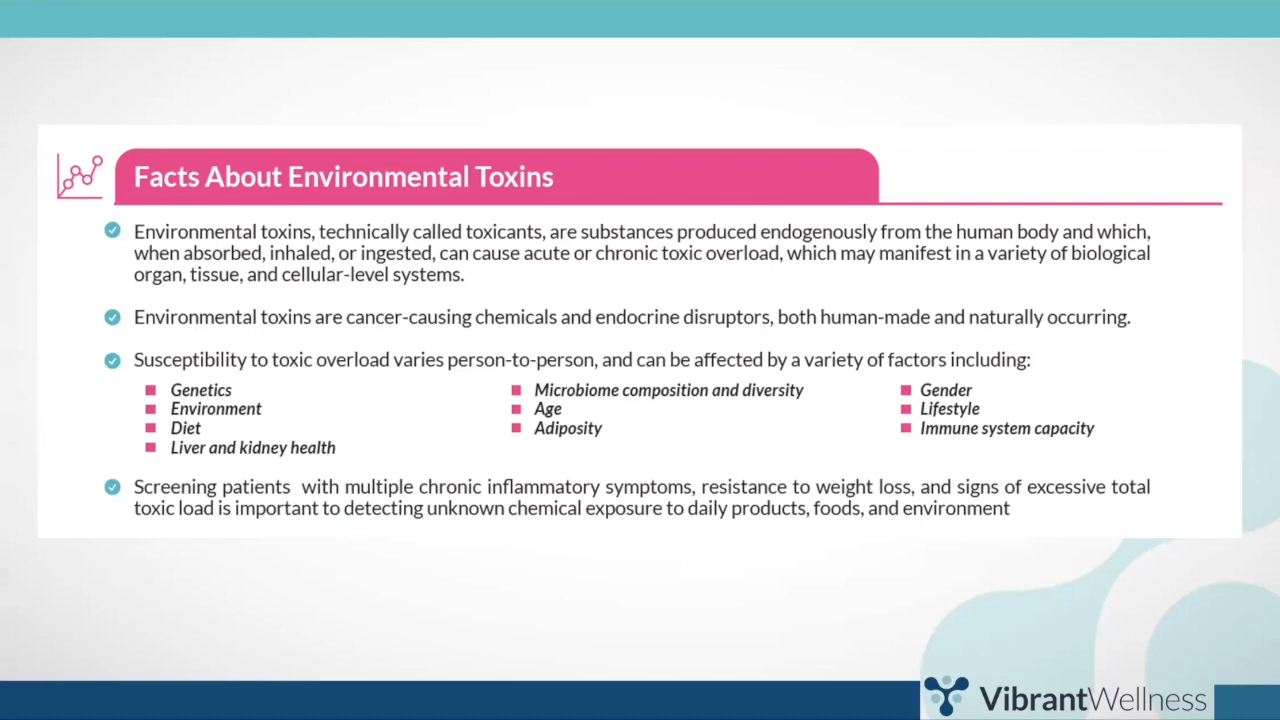 Facts About Environmental Toxins
Environmental toxins, technically called toxicants, are substances produced endogenously from the human body and which,
when absorbed, inhaled, or ingested, can cause acute or chronic toxic overload, which may manifest in a variety of biological
organ, tissue, and cellular-level systems.
Environmental toxins are cancer-causing chemicals and endocrine disruptors, both human-made and naturally occurring.
Susceptibility to toxic overload varies person-to-person, and can be affected by a variety of factors including:
Genetics
Environment
Diet
Liver and kidney health
Microbiome composition and diversity
Age
Adiposity
Gender
Lifestyle
Immune system capacity
Screening patients with multiple chronic inflammatory symptoms, resistance to weight loss, and signs of excessive total
toxic load is important to detecting unknown chemical exposure to daily products, foods, and environment
VibrantWellness